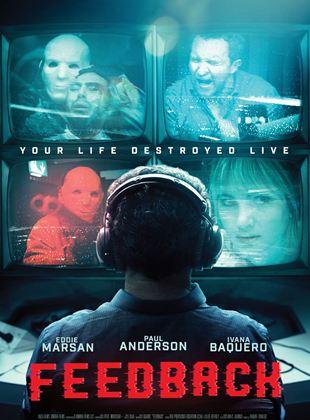 YOUR LIFE DESTROYED LIVE
EDDIE MARSAN PAUL ANDERSON IVANA BAQUERO
FEEDBACK